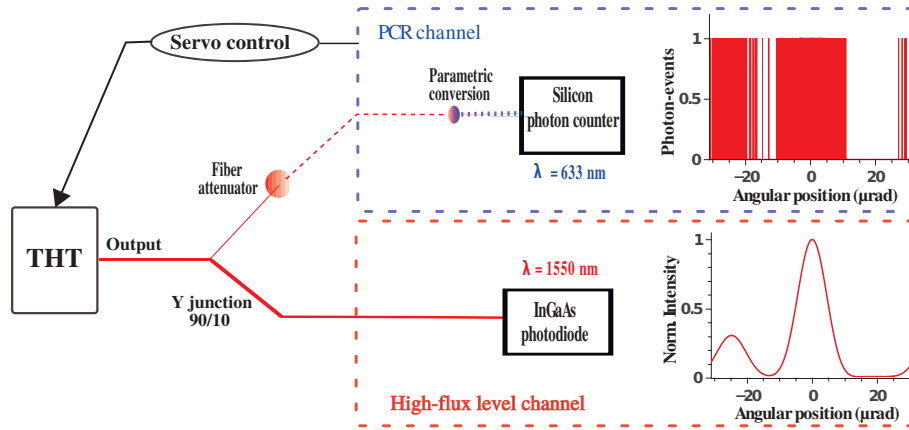 Servo control
PCR channel
Parametric
conversion
Silicon
photon counter
λ = 633 nm
Fiber
attenuator
THT
Output
Y junction
90/10
λ = 1550 nm
InGaAs
photodiode
High-flux level channel
Photon-events
1
0.5
0
−20
0
20
Angular position (µrad)
Norm. Intensity
1
0.5
0
−20
0
20
Angular position (µrad)